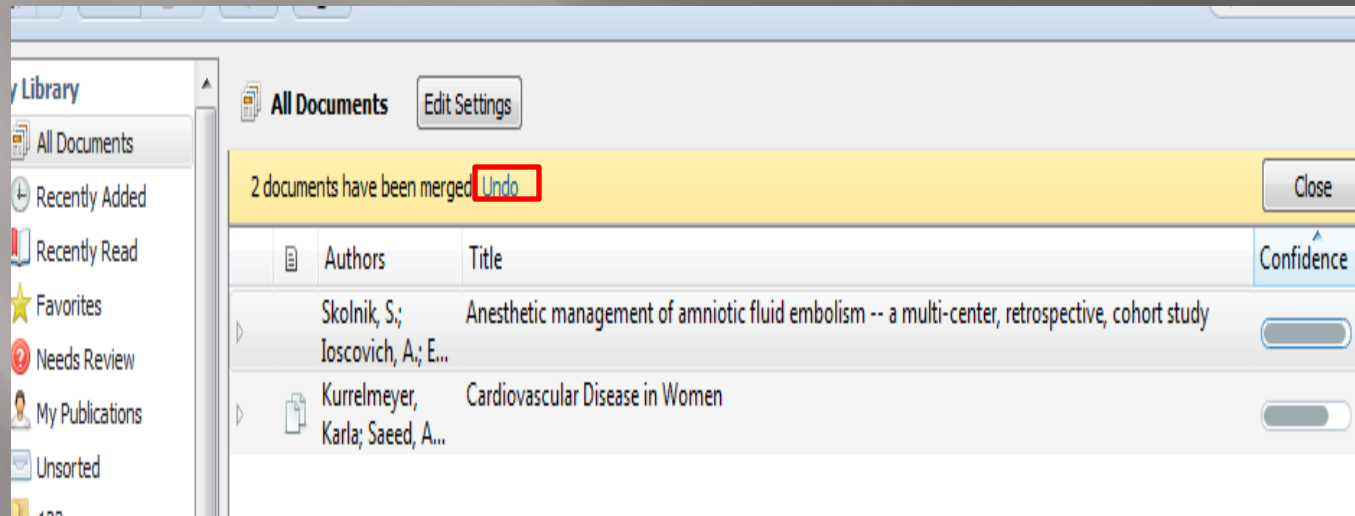 y Library
All Documents
Recently Added
Recently Read
Favorites
Needs Review
My Publications
Unsorted
All Documents Edit Settings
2 documents have been merged Undo Close
Authors Title Confidence
Skolnik, S.; Anesthetic management of amniotic fluid embolism -- a multi-center, retrospective, cohort study
Ioscovich, A.; E...
Kurrelmeyer, Cardiovascular Disease in Women
Karla; Saeed, A...